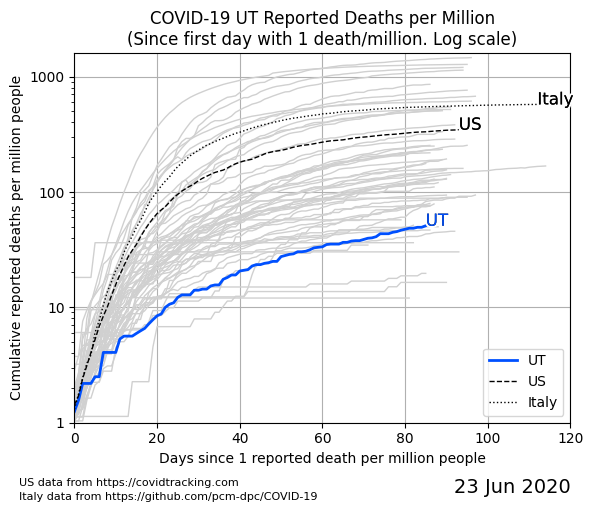 COVID-19 UT Reported Deaths per Million
(Since first day with 1 death/million. Log scale)
Cumulative reported deaths per million people
1000
100
10
1
Italy
US
UT
UT
US
Italy
0 20 40 60 80 100 120
Days since 1 reported death per million people
US data from https://covidtracking.com
Italy data from https://github.com/pcm-dpc/COVID-19
23 Jun 2020